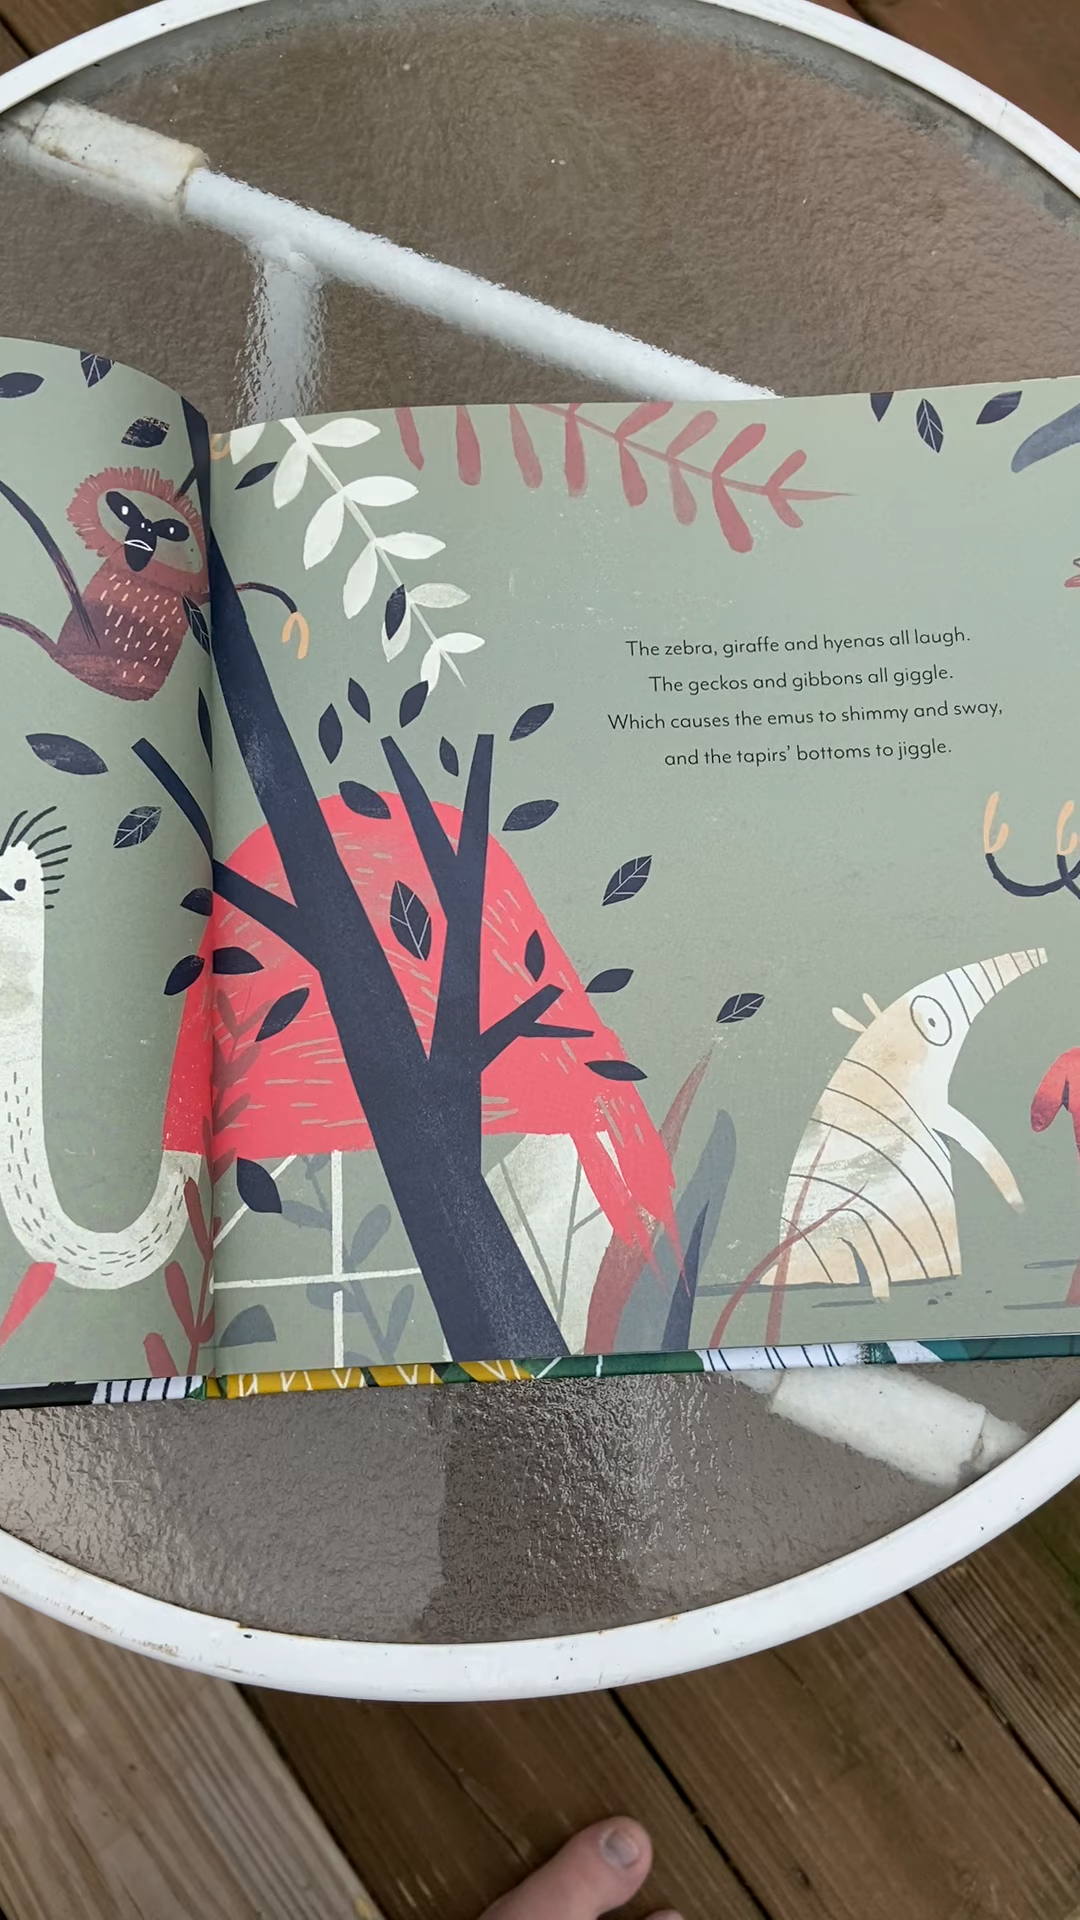 The zebra, giraffe and hyenas all laugh.
The geckos and gibbons all giggle.
Which causes the emus to shimmy and sway,
and the tapirs’ bottoms to jiggle.